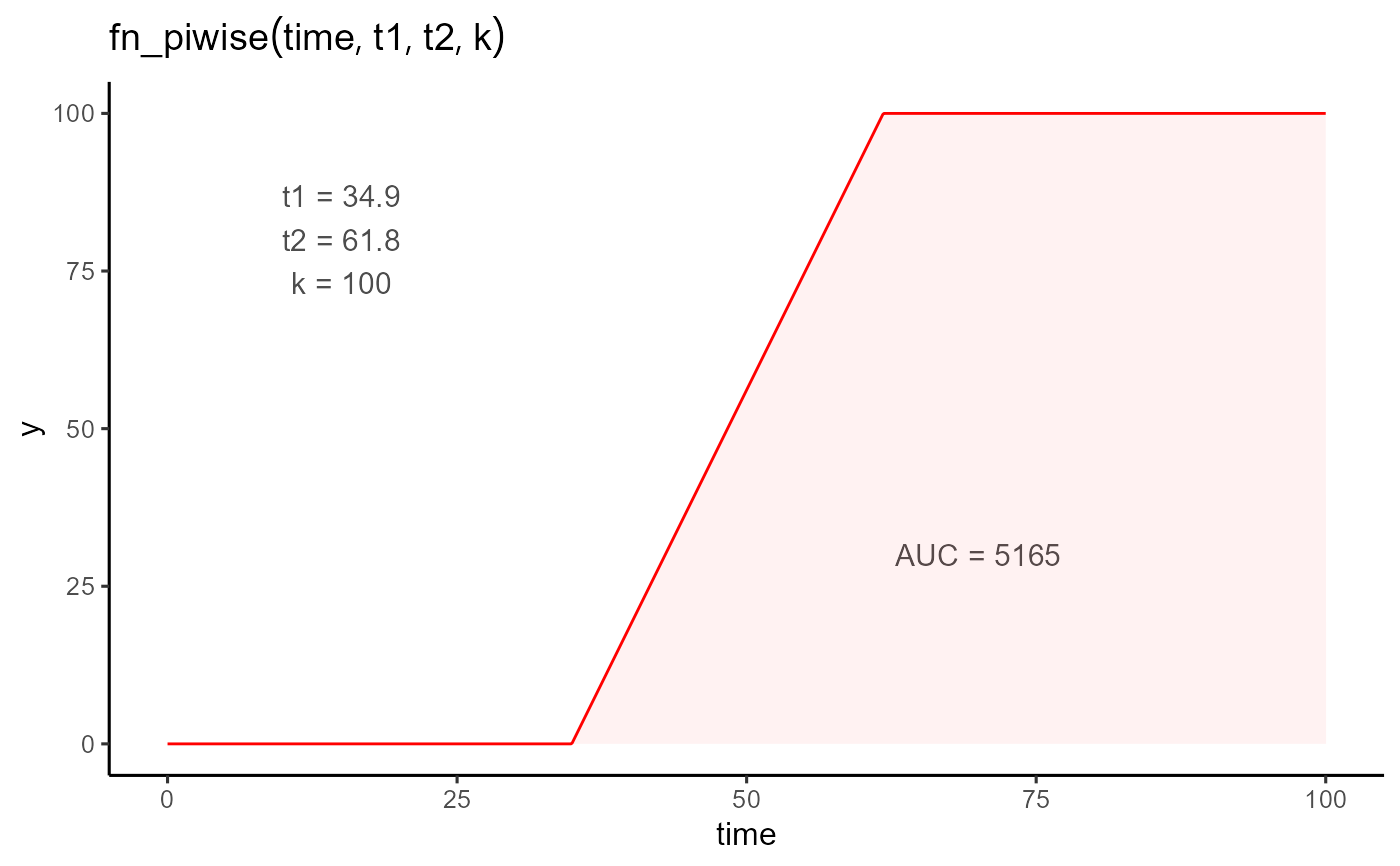 fn_piwise(time, t1, t2, k)
100
75
50
25
0
y
t1 = 34.9
t2 = 61.8
k = 100
AUC = 5165
0
25
50
75
100
time